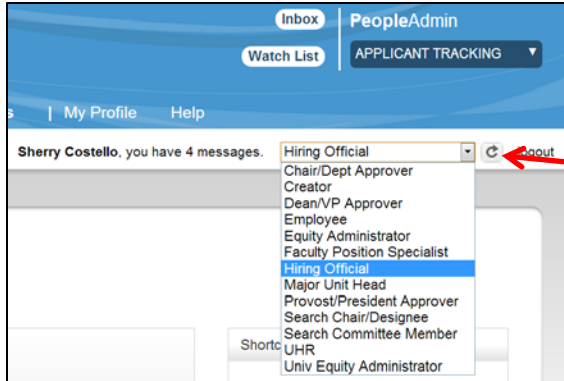 Inbox
PeopleAdmin
Watch List
APPLICANT TRACKING
s | My Profile Help
Sherry Costello, you have 4 messages.
Hiring Official
Chair/Dept Approver
Creator
Dean/VP Approver
Employee
Equity Administrator
Faculty Position Specialist
Hiring Official
Major Unit Head
Provost/President Approver
Search Chair/Designee
Search Committee Member
UHR
Univ Equity Administrator
Shortc